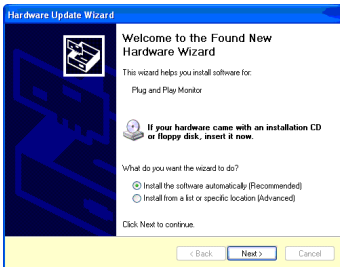 Hardware Update Wizard
Welcome to the Found New
Hardware Wizard
This wizard helps you install software for:
Plug and Play Monitor
If your hardware came with an installation CD
or floppy disk, insert it now.
What do you want the wizard to do?
Install the software automatically (Recommended)
Install from a list or specific location (Advanced)
Click Next to continue.
< Back Next > Cancel